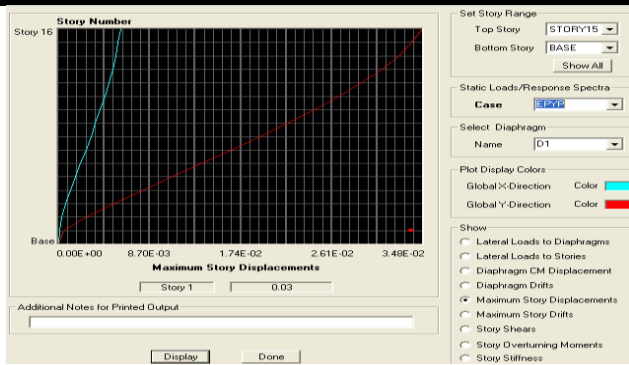 Story Number
Story 16
Base
0.00E+00 8.70E-03 1.74E-02 2.61E-02 3.48E-02
Maximum Story Displacements
Story 1 0.03
Additional Notes for Printed Output
Display Done
Set Story Range
Top Story STORY15
Bottom Story BASE
Show All
Static Loads/Response Spectra
Case EPYP
Select Diaphragm
Name D1
Plot Display Colors
Global X-Direction Color
Global Y-Direction Color
Show
Lateral Loads to Diaphragms
Lateral Loads to Stories
Diaphragm CM Displacement
Diaphragm Drifts
Maximum Story Displacements
Maximum Story Drifts
Story Shears
Story Overturning Moments
Story Stiffness